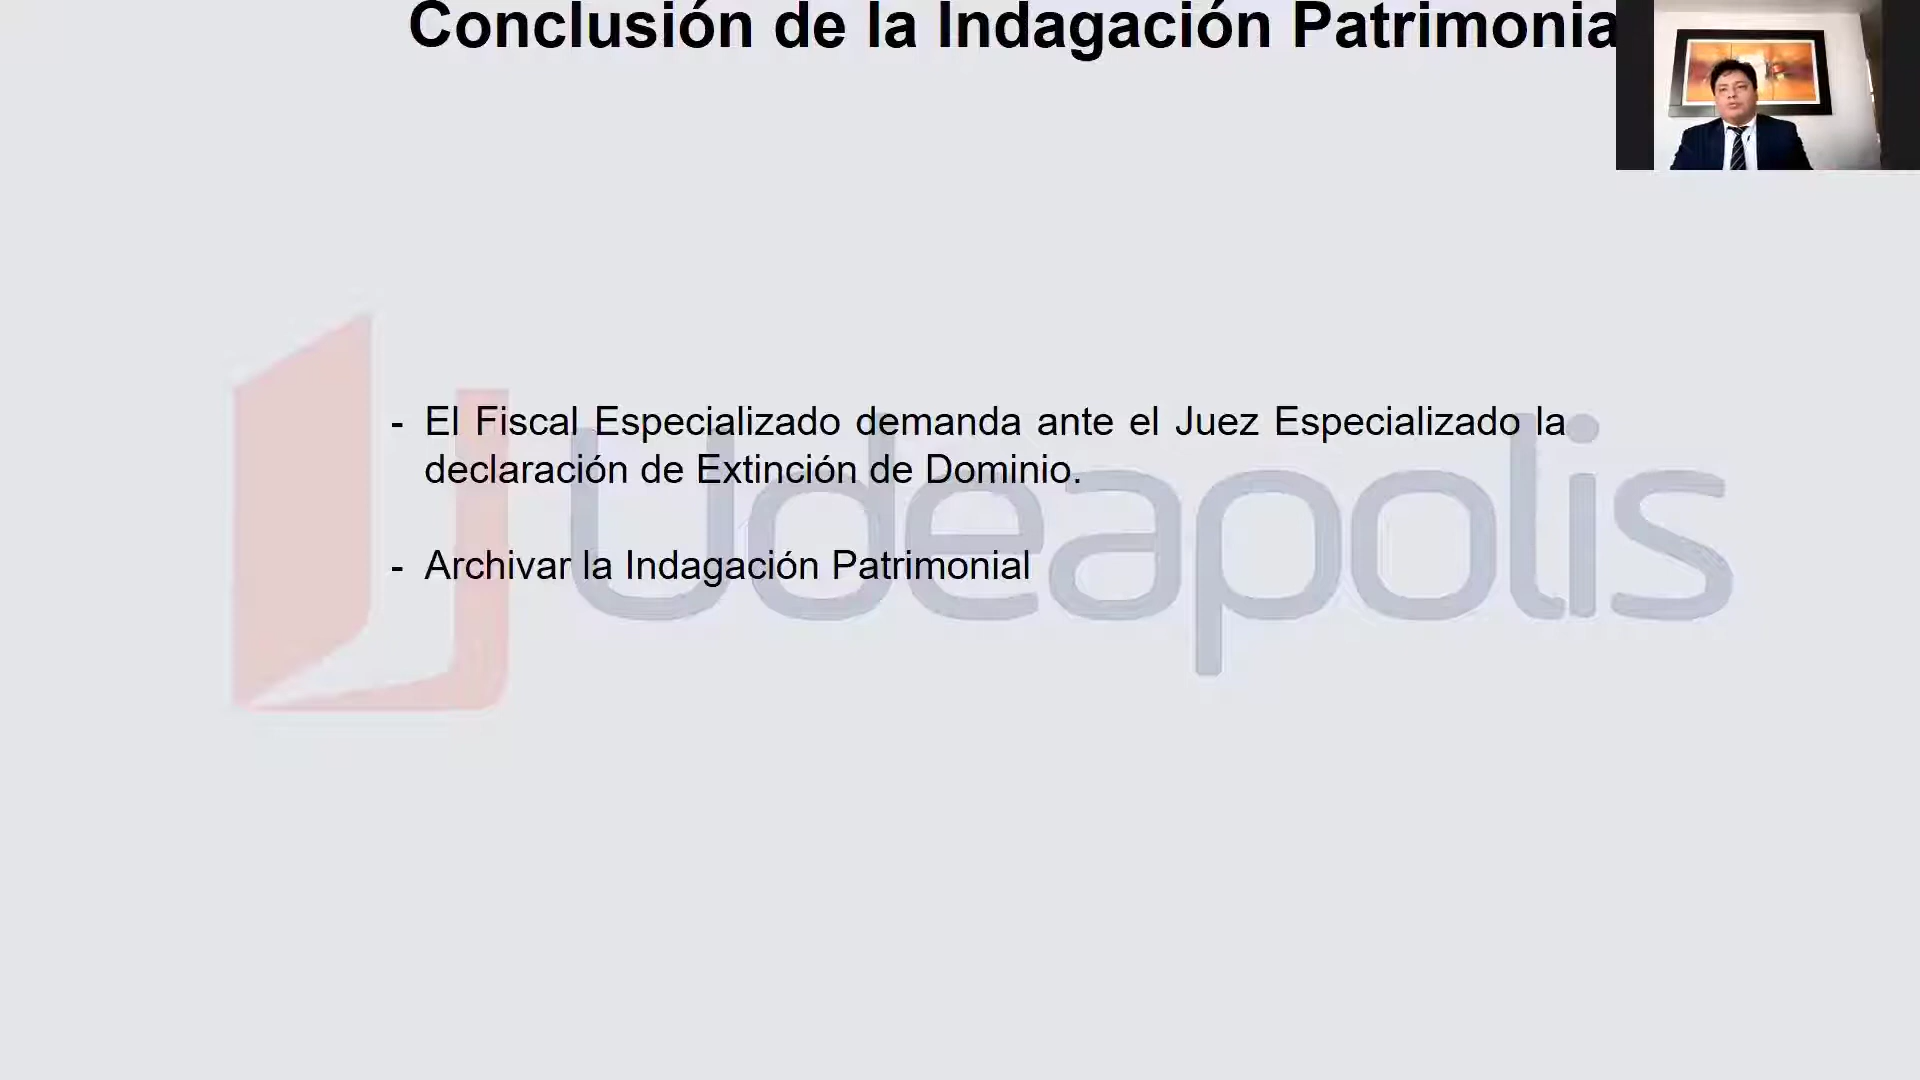 Conclusión de la Indagación Patrimonia
- El Fiscal Especializado demanda ante el Juez Especializado la
declaración de Extinción de Dominio.
- Archivar la Indagación Patrimonial
Udeapolis